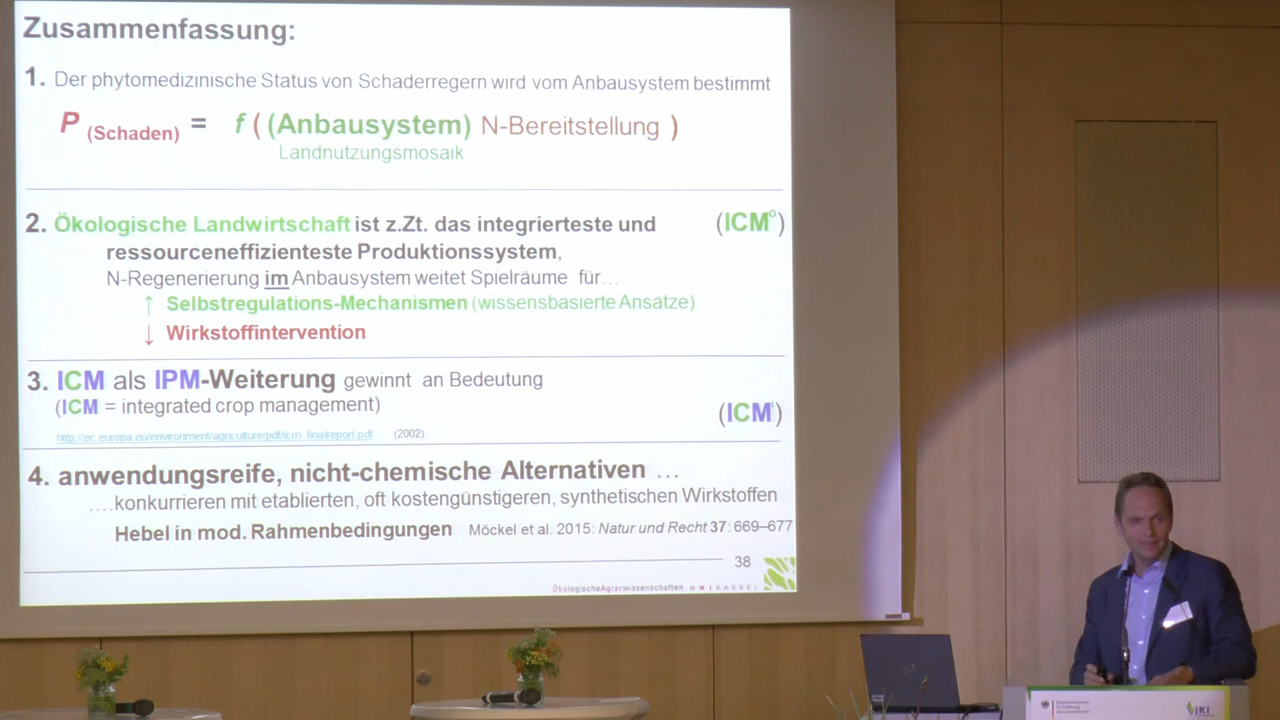 Zusammenfassung:
1. Der phytomedizinische Status von Schaderregern wird vom Anbausystem bestimmt
P (Schaden) = f ( (Anbausystem) N-Bereitstellung )
Landnutzungsmosaik
2. Ökologische Landwirtschaft ist z.Zt. das integrierteste und (ICM°)
ressourceneffizienteste Produktionssystem,
N-Regenerierung im Anbausystem weitet Spielräume für…
↑ Selbstregulations-Mechanismen (wissensbasierte Ansätze)
↓ Wirkstoffintervention
3. ICM als IPM-Weiterung gewinnt an Bedeutung
(ICM = integrated crop management) (ICMⁱ)
http://ec.europa.eu/environment/agriculture/pdf/icm_finalreport.pdf (2002)
4. anwendungsreife, nicht-chemische Alternativen …
….konkurrieren mit etablierten, oft kostengünstigeren, synthetischen Wirkstoffen
Hebel in mod. Rahmenbedingungen Möckel et al. 2015: Natur und Recht 37: 669–677
38
ÖkologischeAgrarwissenschaften UNIKASSEL
JKI